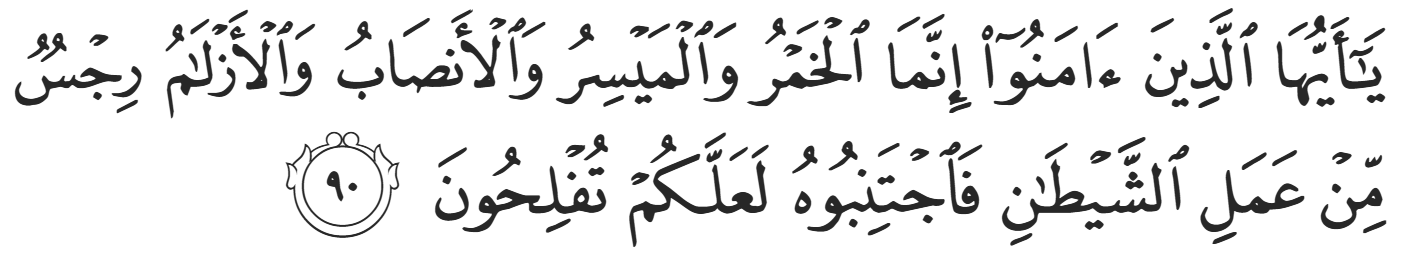 يَٰٓأَيُّهَا ٱلَّذِينَ ءَامَنُوٓا۟ إِنَّمَا ٱلْخَمْرُ وَٱلْمَيْسِرُ وَٱلْأَنصَابُ وَٱلْأَزْلَٰمُ رِجْسٌ
مِّنْ عَمَلِ ٱلشَّيْطَٰنِ فَٱجْتَنِبُوهُ لَعَلَّكُمْ تُفْلِحُونَ ٩٠